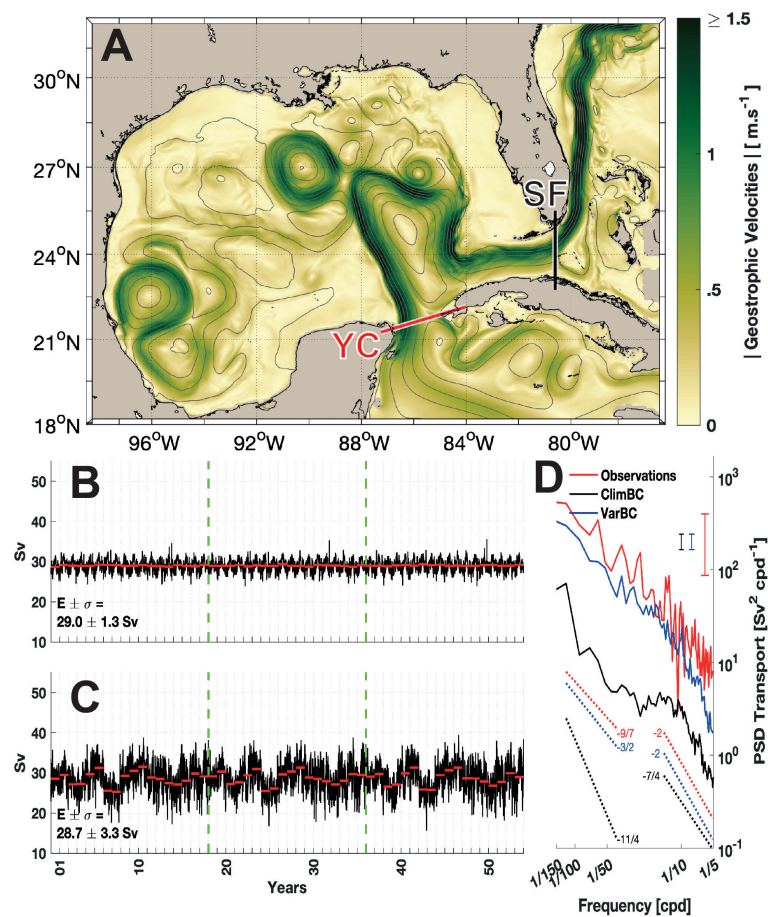 A
≥ 1.5
30°N
27°N
24°N
21°N
18°N
SF
YC
1
.5
0
| Geostrophic Velocities | [ m.s⁻¹ ]
96°W
92°W
88°W
84°W
80°W
B
50
40
30
20
10
Sv
E ± σ =
29.0 ± 1.3 Sv
C
50
40
30
20
10
Sv
E ± σ =
28.7 ± 3.3 Sv
01
10
20
30
40
50
Years
D
Observations
ClimBC
VarBC
10³
10²
10¹
10⁰
10⁻¹
PSD Transport [Sv² cpd⁻¹]
-9/7
-3/2
-2
-2
-7/4
-11/4
1/150
1/100
1/50
1/10
1/5
Frequency [cpd]